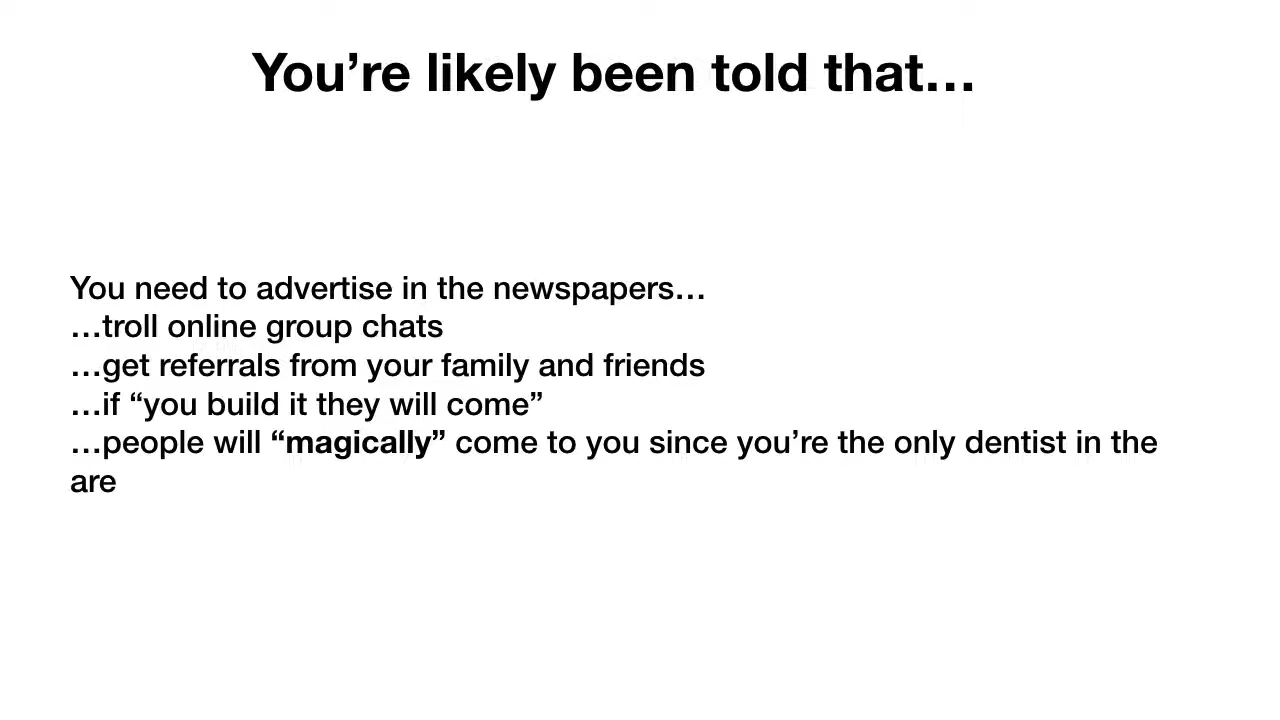 You’re likely been told that…
You need to advertise in the newspapers…
…troll online group chats
…get referrals from your family and friends
…if “you build it they will come”
…people will “magically” come to you since you’re the only dentist in the
are